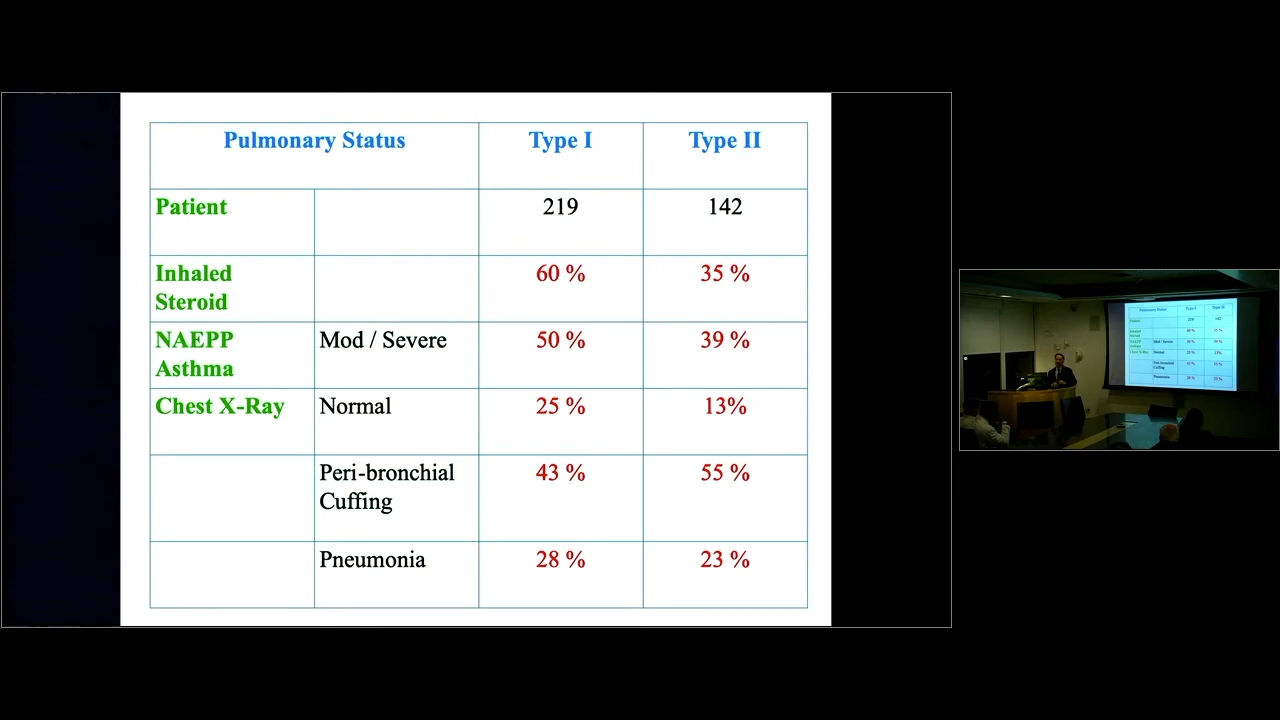 Pulmonary Status Type I Type II
Patient 219 142
Inhaled
Steroid 60 % 35 %
NAEPP
Asthma Mod / Severe 50 % 39 %
Chest X-Ray Normal 25 % 13%
Peri-bronchial
Cuffing 43 % 55 %
Pneumonia 28 % 23 %